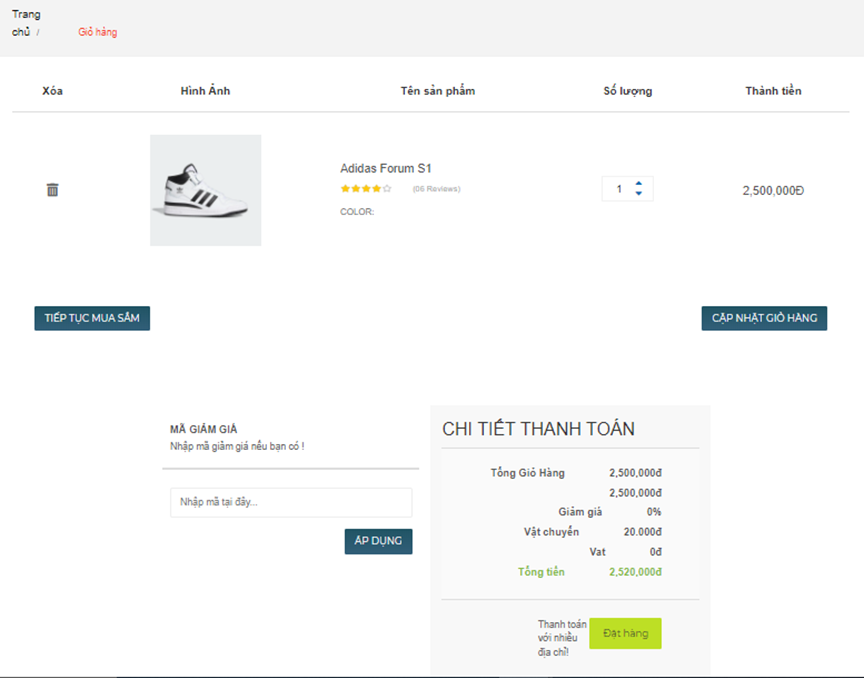 Trang
chủ / Giỏ hàng
Xóa Hình Ảnh Tên sản phẩm Số lượng Thành tiền
Adidas Forum S1
(06 Reviews)
COLOR:
1
2,500,000Đ
TIẾP TỤC MUA SẮM CẬP NHẬT GIỎ HÀNG
MÃ GIẢM GIÁ
Nhập mã giảm giá nếu bạn có !
Nhập mã tại đây...
ÁP DỤNG
CHI TIẾT THANH TOÁN
Tổng Giỏ Hàng 2,500,000đ
2,500,000đ
Giảm giá 0%
Vật chuyển 20.000đ
Vat 0đ
Tổng tiền 2,520,000đ
Thanh toán
với nhiều
địa chỉ!
Đặt hàng